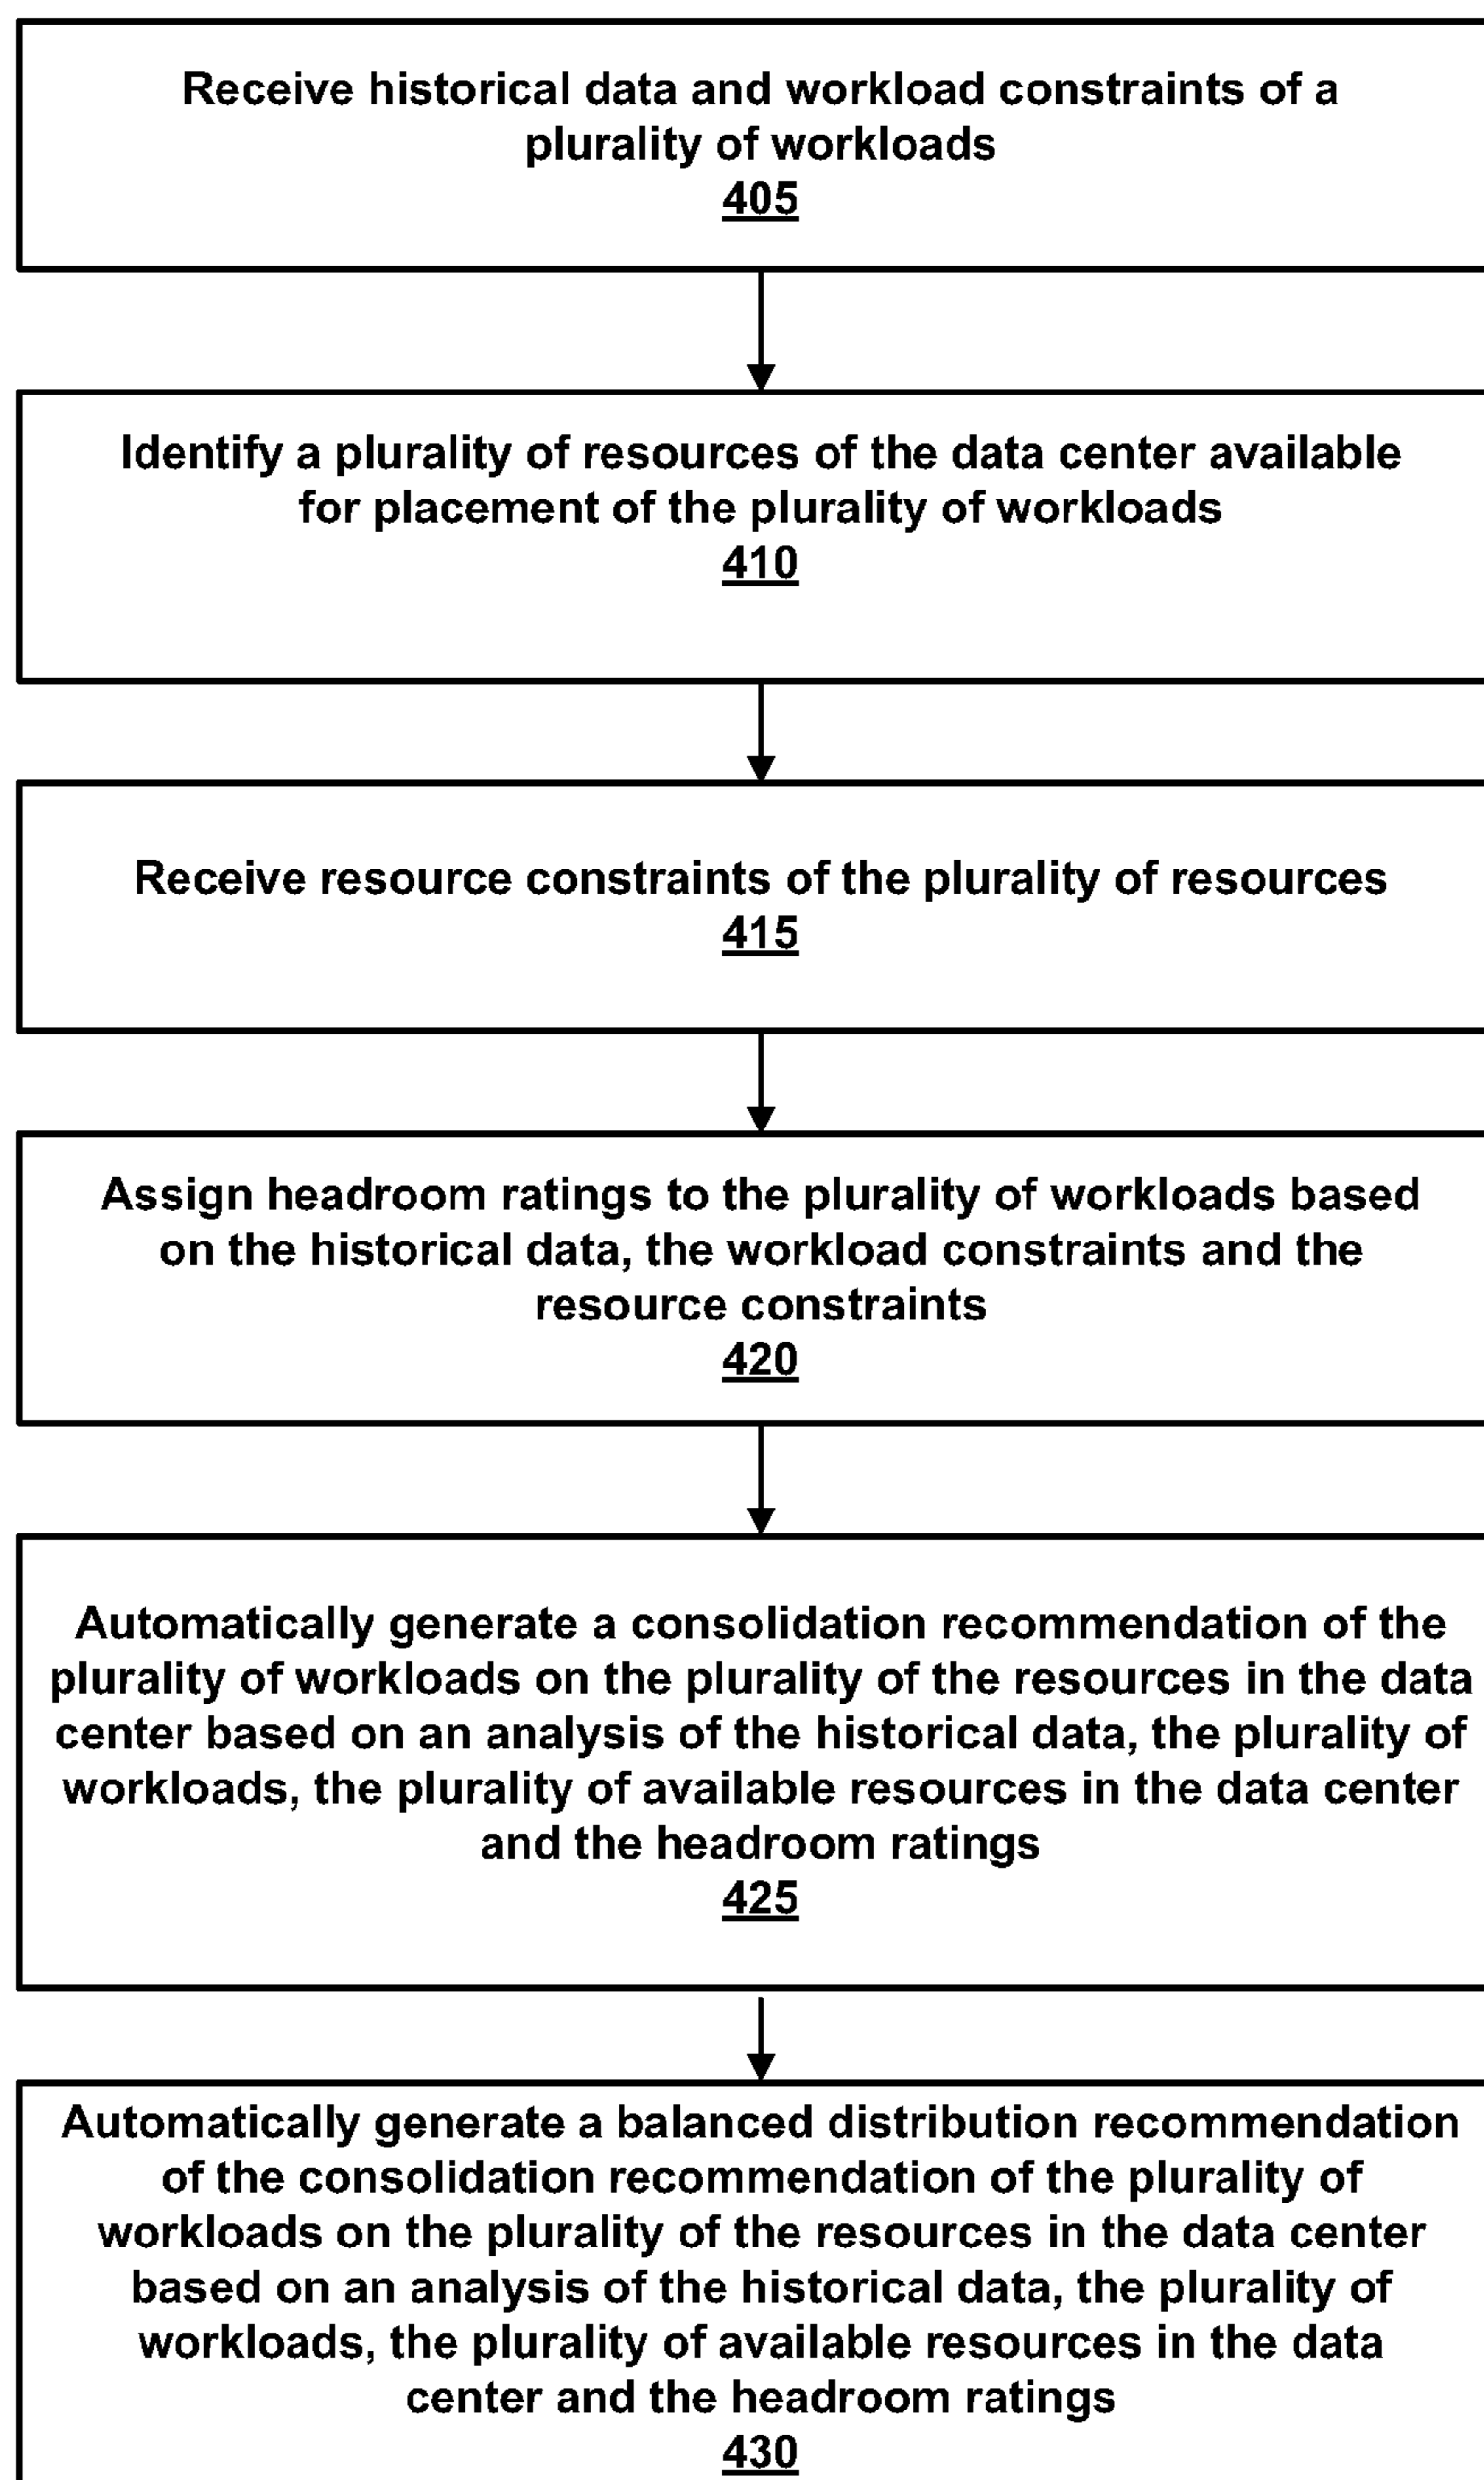 Receive historical data and workload constraints of a
plurality of workloads
405
Identify a plurality of resources of the data center available
for placement of the plurality of workloads
410
Receive resource constraints of the plurality of resources
415
Assign headroom ratings to the plurality of workloads based
on the historical data, the workload constraints and the
resource constraints
420
Automatically generate a consolidation recommendation of the
plurality of workloads on the plurality of the resources in the data
center based on an analysis of the historical data, the plurality of
workloads, the plurality of available resources in the data center
and the headroom ratings
425
Automatically generate a balanced distribution recommendation
of the consolidation recommendation of the plurality of
workloads on the plurality of the resources in the data center
based on an analysis of the historical data, the plurality of
workloads, the plurality of available resources in the data
center and the headroom ratings
430